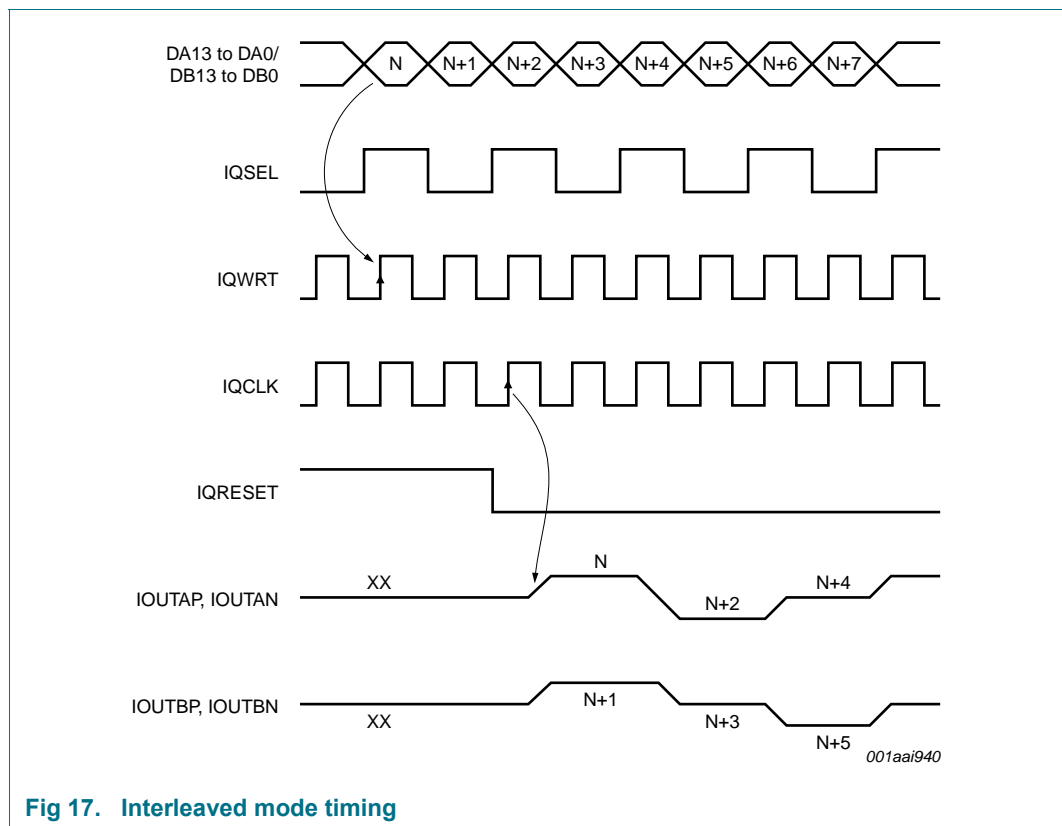 DA13 to DA0/
DB13 to DB0
N N+1 N+2 N+3 N+4 N+5 N+6 N+7
IQSEL
IQWRT
IQCLK
IQRESET
IOUTAP, IOUTAN
XX N N+2 N+4
IOUTBP, IOUTBN
XX N+1 N+3 N+5
001aai940
Fig 17. Interleaved mode timing